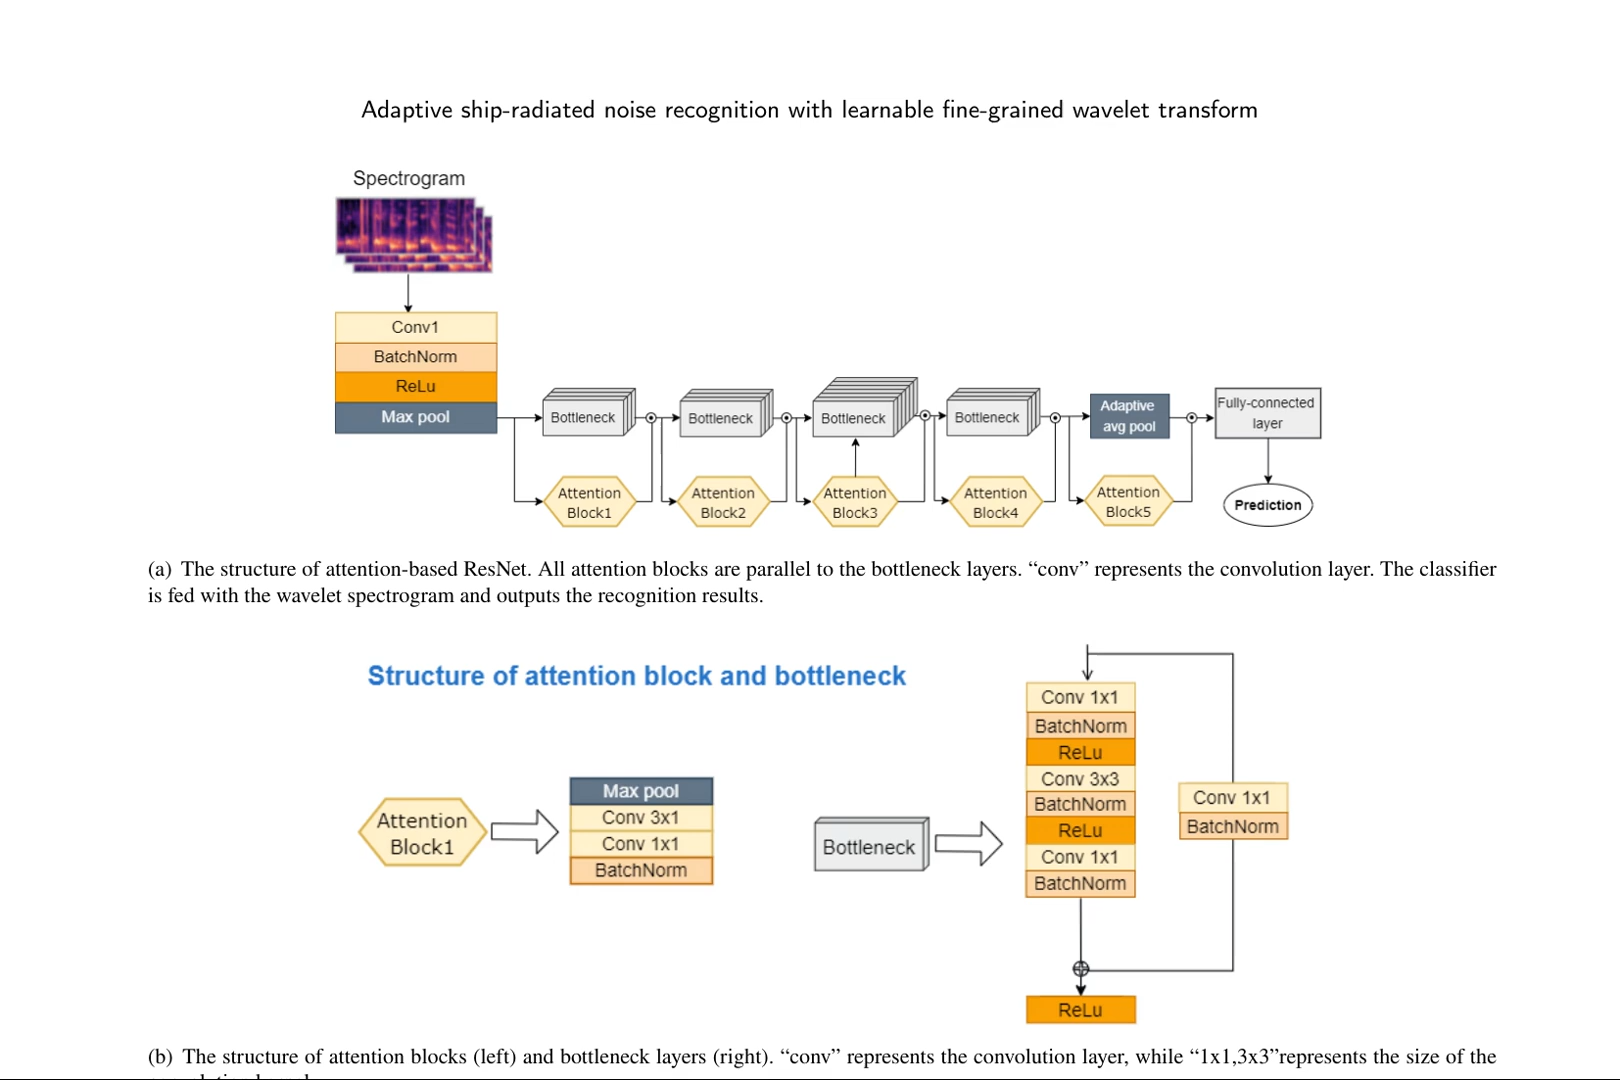 Adaptive ship-radiated noise recognition with learnable fine-grained wavelet transform
Spectrogram
Conv1
BatchNorm
ReLu
Max pool
Bottleneck
Bottleneck
Bottleneck
Bottleneck
Adaptive
avg pool
Fully-connected
layer
Attention
Block1
Attention
Block2
Attention
Block3
Attention
Block4
Attention
Block5
Prediction
(a) The structure of attention-based ResNet. All attention blocks are parallel to the bottleneck layers. “conv” represents the convolution layer. The classifier
is fed with the wavelet spectrogram and outputs the recognition results.
Structure of attention block and bottleneck
Attention
Block1
Max pool
Conv 3x1
Conv 1x1
BatchNorm
Bottleneck
Conv 1x1
BatchNorm
ReLu
Conv 3x3
BatchNorm
ReLu
Conv 1x1
BatchNorm
Conv 1x1
BatchNorm
ReLu
(b) The structure of attention blocks (left) and bottleneck layers (right). “conv” represents the convolution layer, while “1x1,3x3”represents the size of the